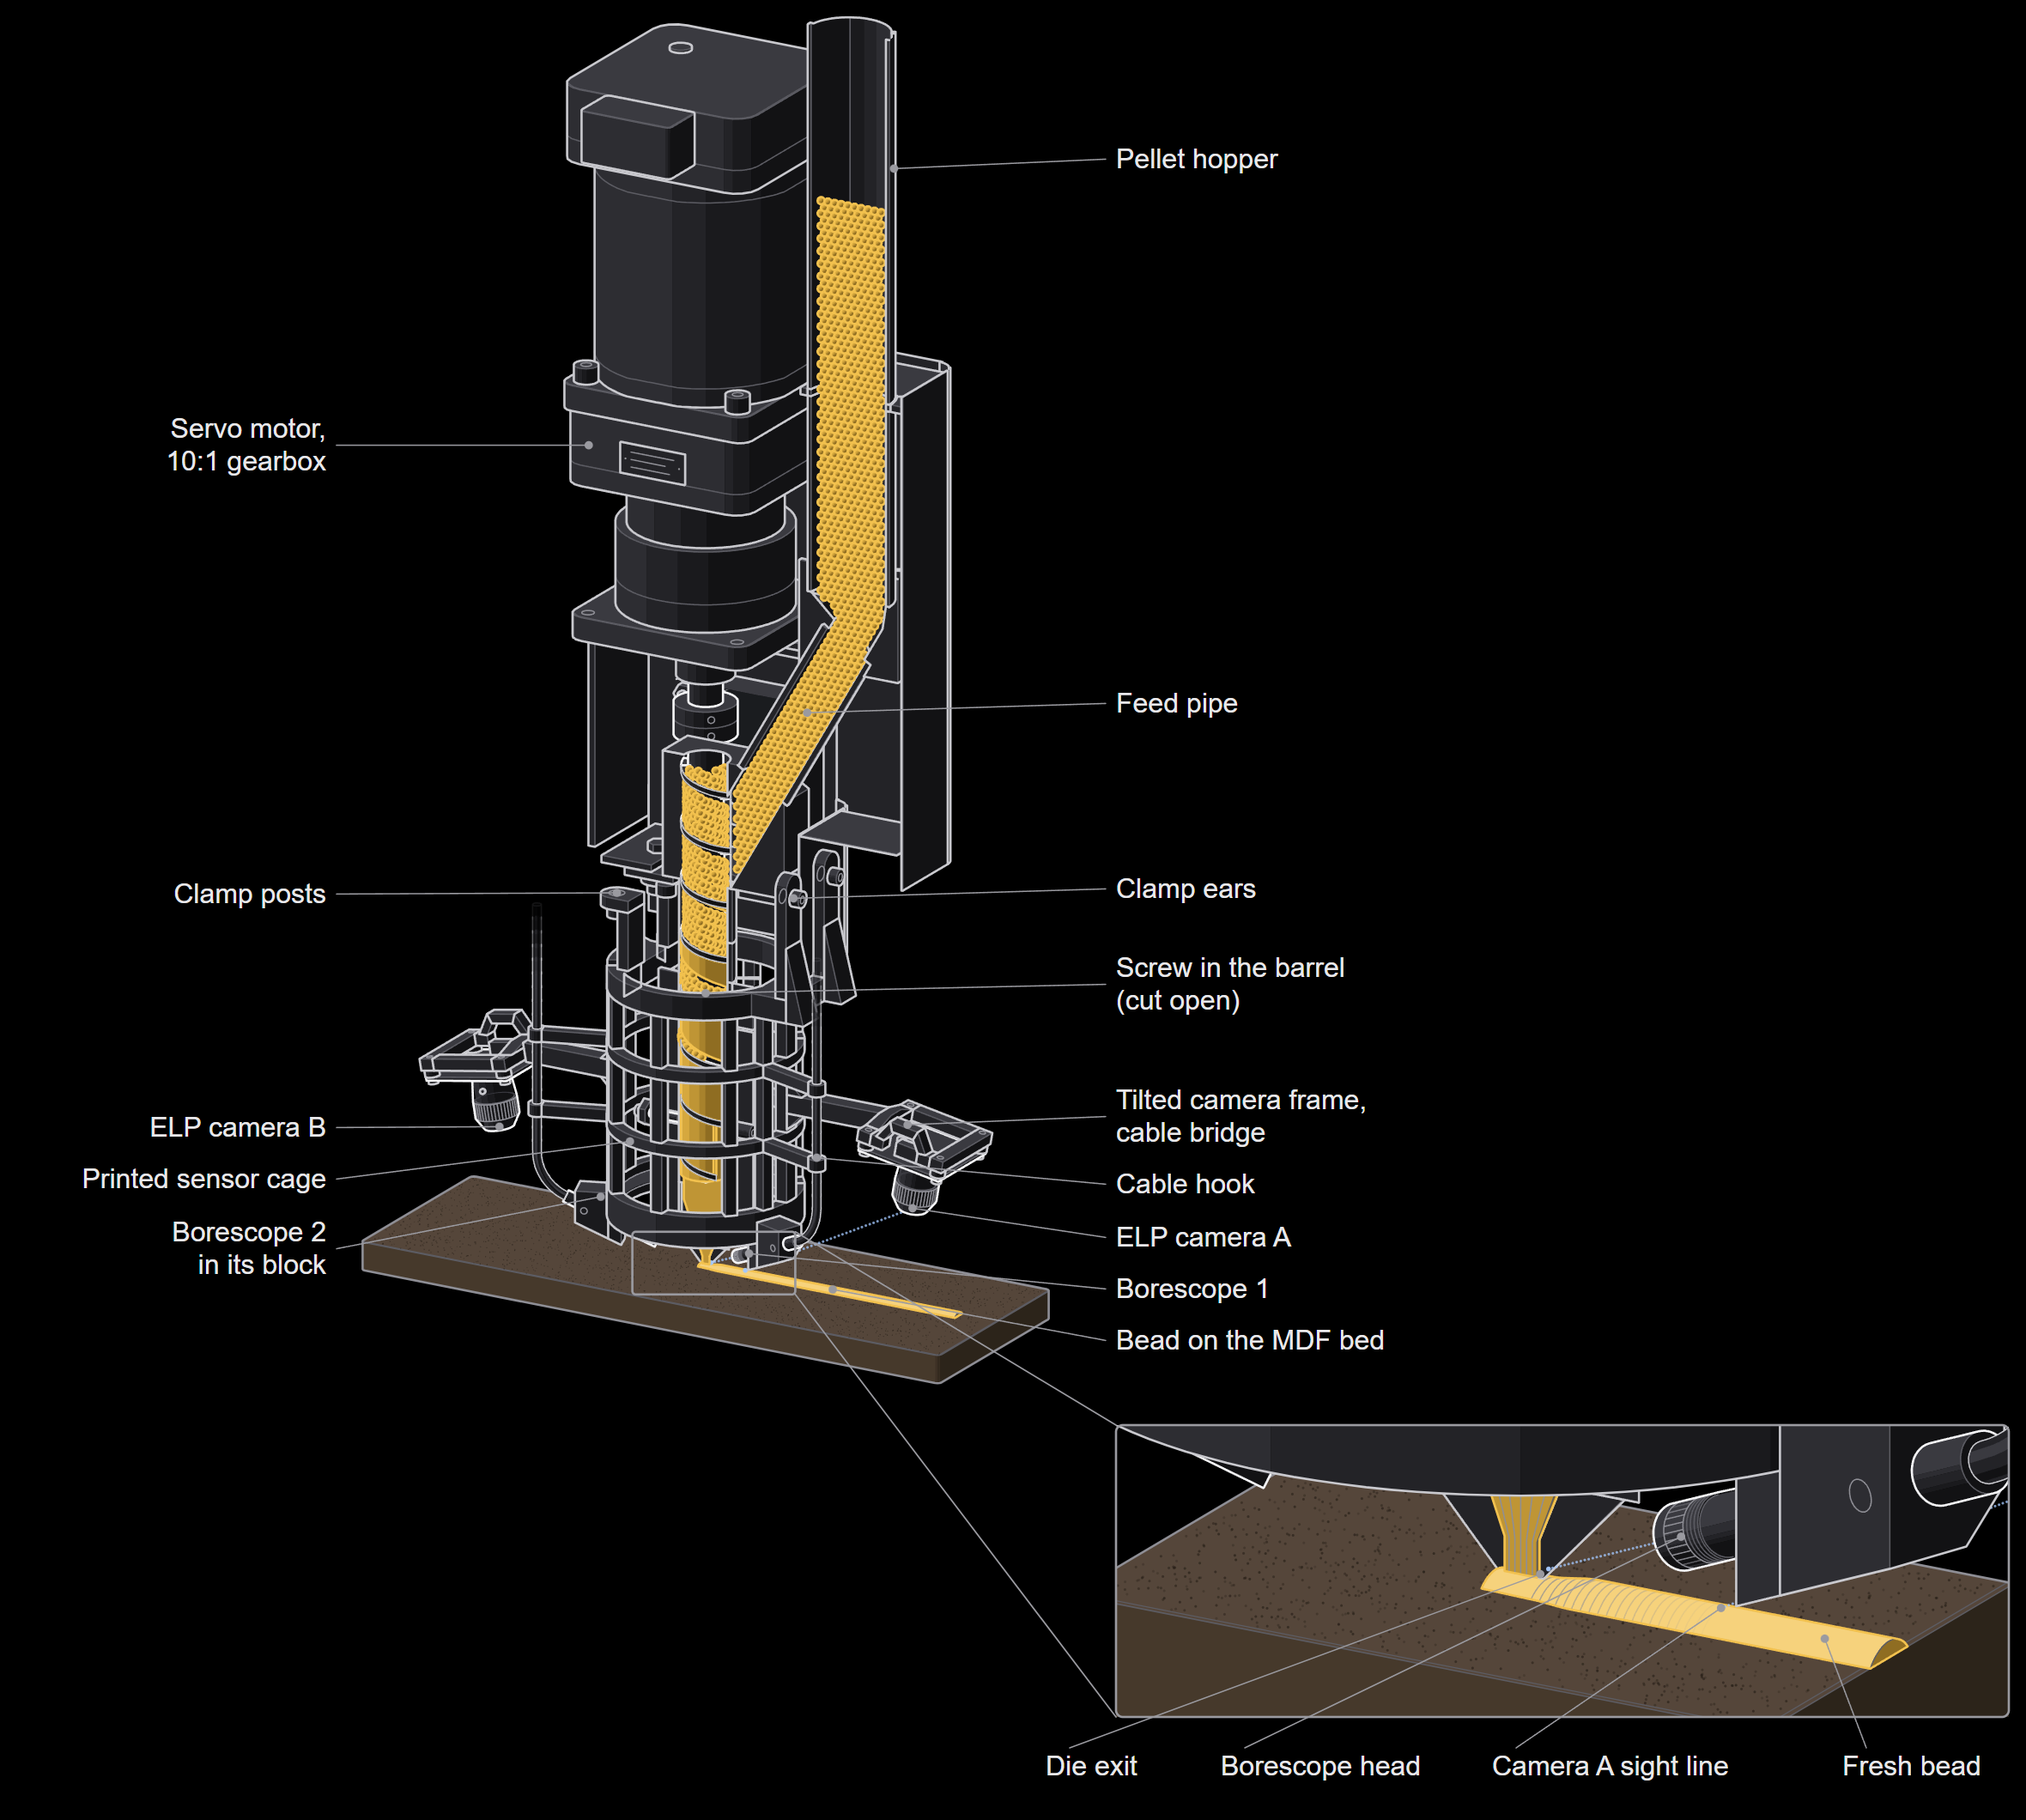 Pellet hopper
Servo motor,
10:1 gearbox
Feed pipe
Clamp posts
Clamp ears
Screw in the barrel
(cut open)
Tilted camera frame,
cable bridge
ELP camera B
Printed sensor cage
Cable hook
Borescope 2
in its block
ELP camera A
Borescope 1
Bead on the MDF bed
Die exit
Borescope head
Camera A sight line
Fresh bead